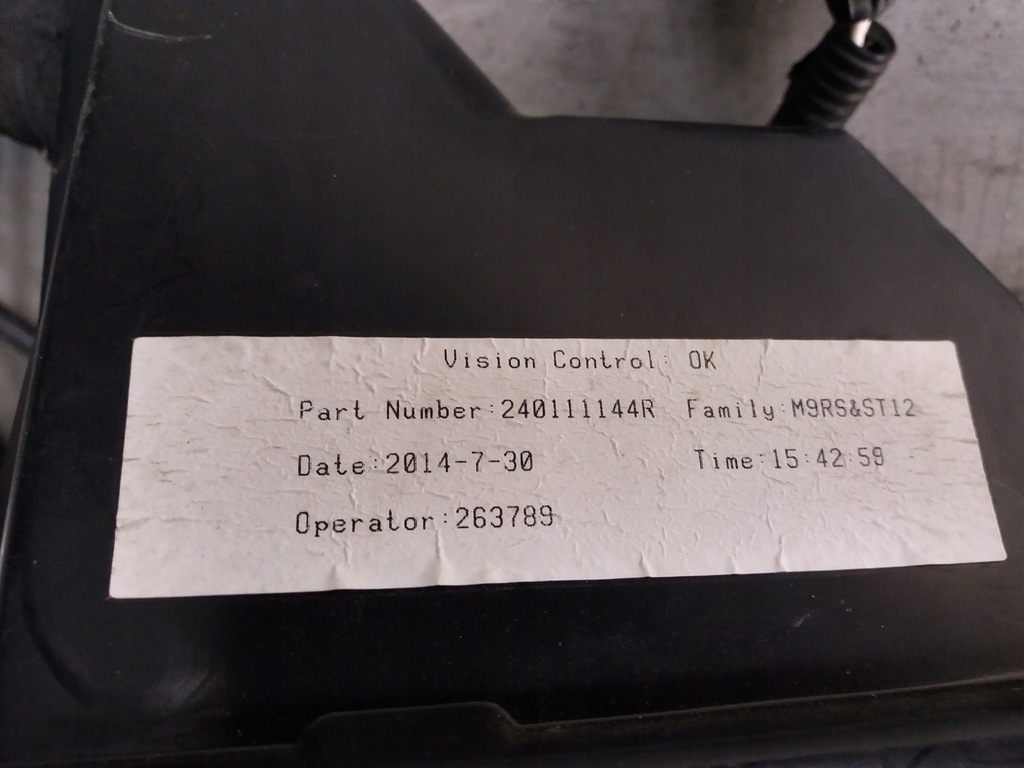 Vision Control: OK
Part Number:240111144R Family:M9RS&ST12
Date:2014-7-30 Time:15:42:59
Operator:263789